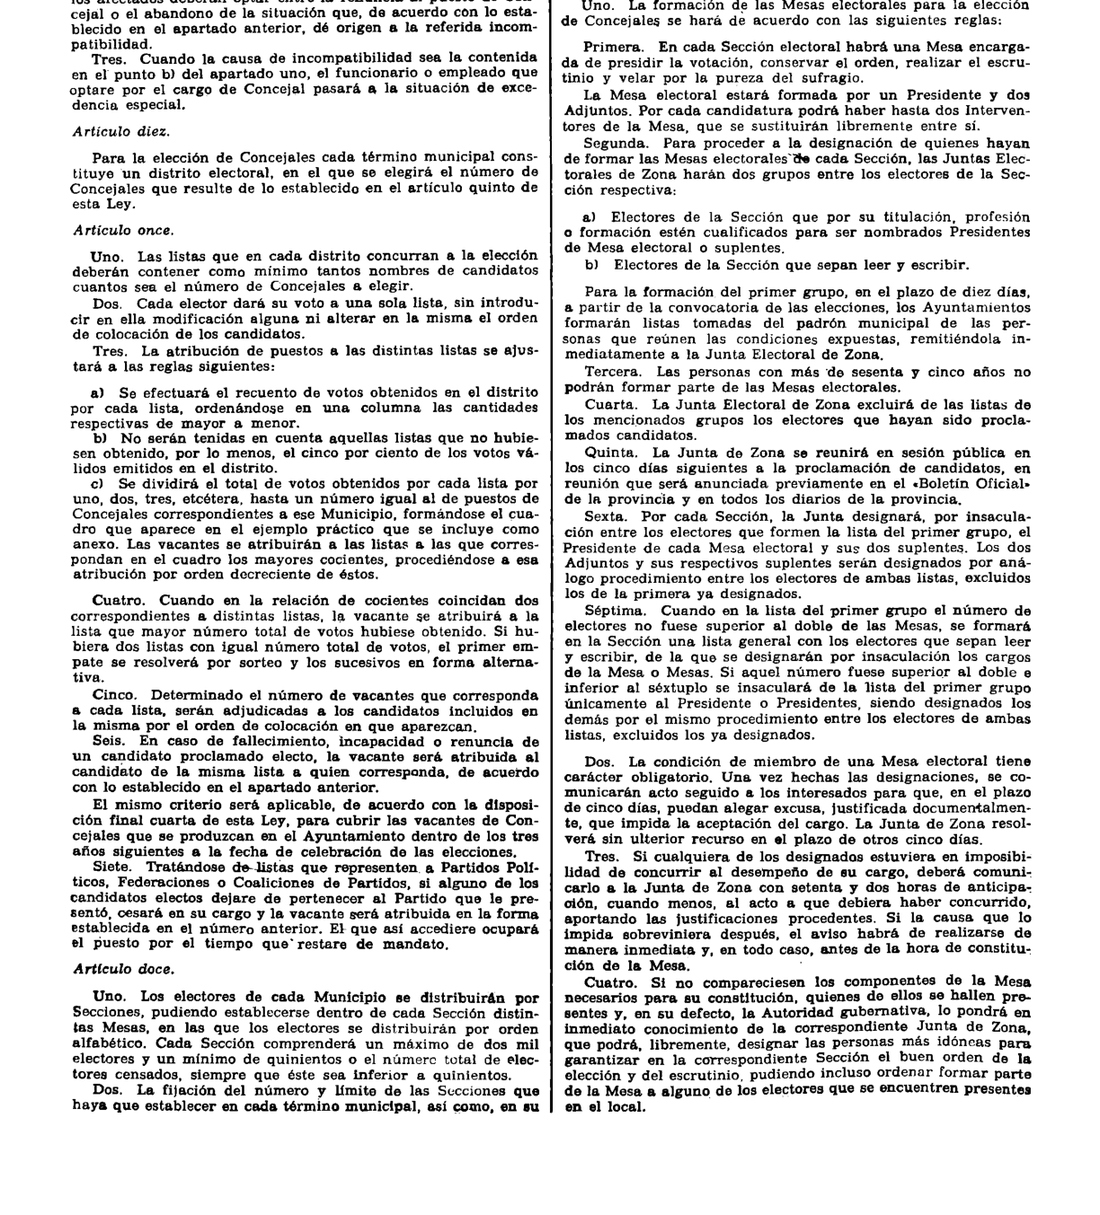 los afectados deberán optar entre la renuncia al puesto de Con-
cejal o el abandono de la situación que, de acuerdo con lo esta-
blecido en el apartado anterior, dé origen a la referida incom-
patibilidad.
Tres. Cuando la causa de incompatibilidad sea la contenida
en el punto b) del apartado uno, el funcionario o empleado que
optare por el cargo de Concejal pasará a la situación de exce-
dencia especial.
Artículo diez.
Para la elección de Concejales cada término municipal cons-
tituye un distrito electoral, en el que se elegirá el número de
Concejales que resulte de lo establecido en el artículo quinto de
esta Ley.
Artículo once.
Uno. Las listas que en cada distrito concurran a la elección
deberán contener como mínimo tantos nombres de candidatos
cuantos sea el número de Concejales a elegir.
Dos. Cada elector dará su voto a una sola lista, sin introdu-
cir en ella modificación alguna ni alterar en la misma el orden
de colocación de los candidatos.
Tres. La atribución de puestos a las distintas listas se ajus-
tará a las reglas siguientes:
a) Se efectuará el recuento de votos obtenidos en el distrito
por cada lista, ordenándose en una columna las cantidades
respectivas de mayor a menor.
b) No serán tenidas en cuenta aquellas listas que no hubie-
sen obtenido, por lo menos, el cinco por ciento de los votos vá-
lidos emitidos en el distrito.
c) Se dividirá el total de votos obtenidos por cada lista por
uno, dos, tres, etcétera, hasta un número igual al de puestos de
Concejales correspondientes a ese Municipio, formándose el cua-
dro que aparece en el ejemplo práctico que se incluye como
anexo. Las vacantes se atribuirán a las listas a las que corres-
pondan en el cuadro los mayores cocientes, procediéndose a esa
atribución por orden decreciente de éstos.
Cuatro. Cuando en la relación de cocientes coincidan dos
correspondientes a distintas listas, la vacante se atribuirá a la
lista que mayor número total de votos hubiese obtenido. Si hu-
biera dos listas con igual número total de votos, el primer em-
pate se resolverá por sorteo y los sucesivos en forma alterna-
tiva.
Cinco. Determinado el número de vacantes que corresponda
a cada lista, serán adjudicadas a los candidatos incluidos en
la misma por el orden de colocación en que aparezcan.
Seis. En caso de fallecimiento, incapacidad o renuncia de
un candidato proclamado electo, la vacante será atribuida al
candidato de la misma lista a quien corresponda, de acuerdo
con lo establecido en el apartado anterior.
El mismo criterio será aplicable, de acuerdo con la disposi-
ción final cuarta de esta Ley, para cubrir las vacantes de Con-
cejales que se produzcan en el Ayuntamiento dentro de los tres
años siguientes a la fecha de celebración de las elecciones.
Siete. Tratándose de listas que representen a Partidos Polí-
ticos, Federaciones o Coaliciones de Partidos, si alguno de los
candidatos electos dejare de pertenecer al Partido que le pre-
sentó, cesará en su cargo y la vacante será atribuida en la forma
establecida en el número anterior. El que así accediere ocupará
el puesto por el tiempo que restare de mandato.
Artículo doce.
Uno. Los electores de cada Municipio se distribuirán por
Secciones, pudiendo establecerse dentro de cada Sección distin-
tas Mesas, en las que los electores se distribuirán por orden
alfabético. Cada Sección comprenderá un máximo de dos mil
electores y un mínimo de quinientos o el número total de elec-
tores censados, siempre que éste sea inferior a quinientos.
Dos. La fijación del número y límite de las Secciones que
haya que establecer en cada término municipal, así como, en su
Uno. La formación de las Mesas electorales para la elección
de Concejales se hará de acuerdo con las siguientes reglas:
Primera. En cada Sección electoral habrá una Mesa encarga-
da de presidir la votación, conservar el orden, realizar el escru-
tinio y velar por la pureza del sufragio.
La Mesa electoral estará formada por un Presidente y dos
Adjuntos. Por cada candidatura podrá haber hasta dos Interven-
tores de la Mesa, que se sustituirán libremente entre sí.
Segunda. Para proceder a la designación de quienes hayan
de formar las Mesas electorales de cada Sección, las Juntas Elec-
torales de Zona harán dos grupos entre los electores de la Sec-
ción respectiva:
a) Electores de la Sección que por su titulación, profesión
o formación estén cualificados para ser nombrados Presidentes
de Mesa electoral o suplentes.
b) Electores de la Sección que sepan leer y escribir.
Para la formación del primer grupo, en el plazo de diez días,
a partir de la convocatoria de las elecciones, los Ayuntamientos
formarán listas tomadas del padrón municipal de las per-
sonas que reúnen las condiciones expuestas, remitiéndola in-
mediatamente a la Junta Electoral de Zona.
Tercera. Las personas con más de sesenta y cinco años no
podrán formar parte de las Mesas electorales.
Cuarta. La Junta Electoral de Zona excluirá de las listas de
los mencionados grupos los electores que hayan sido procla-
mados candidatos.
Quinta. La Junta de Zona se reunirá en sesión pública en
los cinco días siguientes a la proclamación de candidatos, en
reunión que será anunciada previamente en el «Boletín Oficial»
de la provincia y en todos los diarios de la provincia.
Sexta. Por cada Sección, la Junta designará, por insacula-
ción entre los electores que formen la lista del primer grupo, el
Presidente de cada Mesa electoral y sus dos suplentes. Los dos
Adjuntos y sus respectivos suplentes serán designados por aná-
logo procedimiento entre los electores de ambas listas, excluidos
los de la primera ya designados.
Séptima. Cuando en la lista del primer grupo el número de
electores no fuese superior al doble de las Mesas, se formará
en la Sección una lista general con los electores que sepan leer
y escribir, de la que se designarán por insaculación los cargos
de la Mesa o Mesas. Si aquel número fuese superior al doble e
inferior al séxtuplo se insaculará de la lista del primer grupo
únicamente al Presidente o Presidentes, siendo designados los
demás por el mismo procedimiento entre los electores de ambas
listas, excluidos los ya designados.
Dos. La condición de miembro de una Mesa electoral tiene
carácter obligatorio. Una vez hechas las designaciones, se co-
municarán acto seguido a los interesados para que, en el plazo
de cinco días, puedan alegar excusa, justificada documentalmen-
te, que impida la aceptación del cargo. La Junta de Zona resol-
verá sin ulterior recurso en el plazo de otros cinco días.
Tres. Si cualquiera de los designados estuviera en imposibi-
lidad de concurrir al desempeño de su cargo, deberá comuni-
carlo a la Junta de Zona con setenta y dos horas de anticipa-
ción, cuando menos, al acto a que debiera haber concurrido,
aportando las justificaciones procedentes. Si la causa que lo
impida sobreviniera después, el aviso habrá de realizarse de
manera inmediata y, en todo caso, antes de la hora de constitu-
ción de la Mesa.
Cuatro. Si no compareciesen los componentes de la Mesa
necesarios para su constitución, quienes de ellos se hallen pre-
sentes y, en su defecto, la Autoridad gubernativa, lo pondrá en
inmediato conocimiento de la correspondiente Junta de Zona,
que podrá, libremente, designar las personas más idóneas para
garantizar en la correspondiente Sección el buen orden de la
elección y del escrutinio, pudiendo incluso ordenar formar parte
de la Mesa a alguno de los electores que se encuentren presentes
en el local.